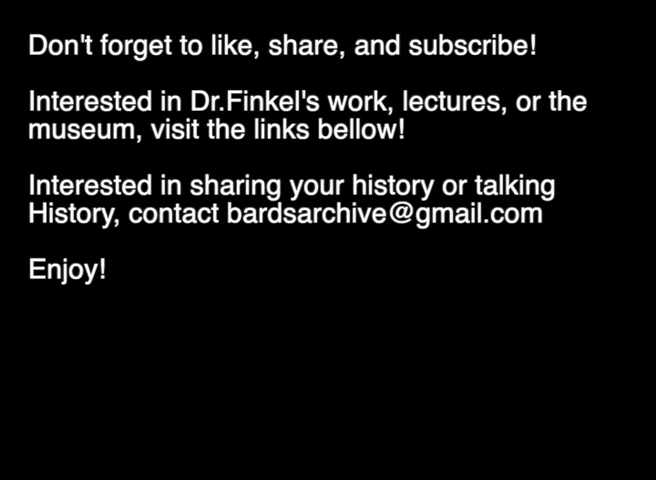 Don't forget to like, share, and subscribe!
Interested in Dr.Finkel's work, lectures, or the
museum, visit the links bellow!
Interested in sharing your history or talking
History, contact bardsarchive@gmail.com
Enjoy!